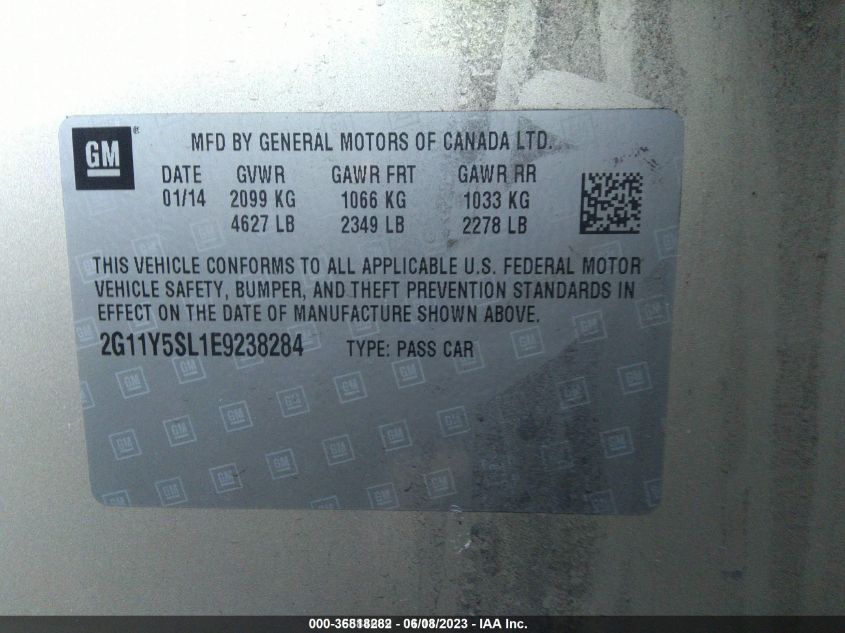 GM ®
MFD BY GENERAL MOTORS OF CANADA LTD.
DATE GVWR GAWR FRT GAWR RR
01/14 2099 KG 1066 KG 1033 KG
4627 LB 2349 LB 2278 LB
THIS VEHICLE CONFORMS TO ALL APPLICABLE U.S. FEDERAL MOTOR
VEHICLE SAFETY, BUMPER, AND THEFT PREVENTION STANDARDS IN
EFFECT ON THE DATE OF MANUFACTURE SHOWN ABOVE.
2G11Y5SL1E9238284 TYPE: PASS CAR
000-36818282 - 06/08/2023 - IAA Inc.